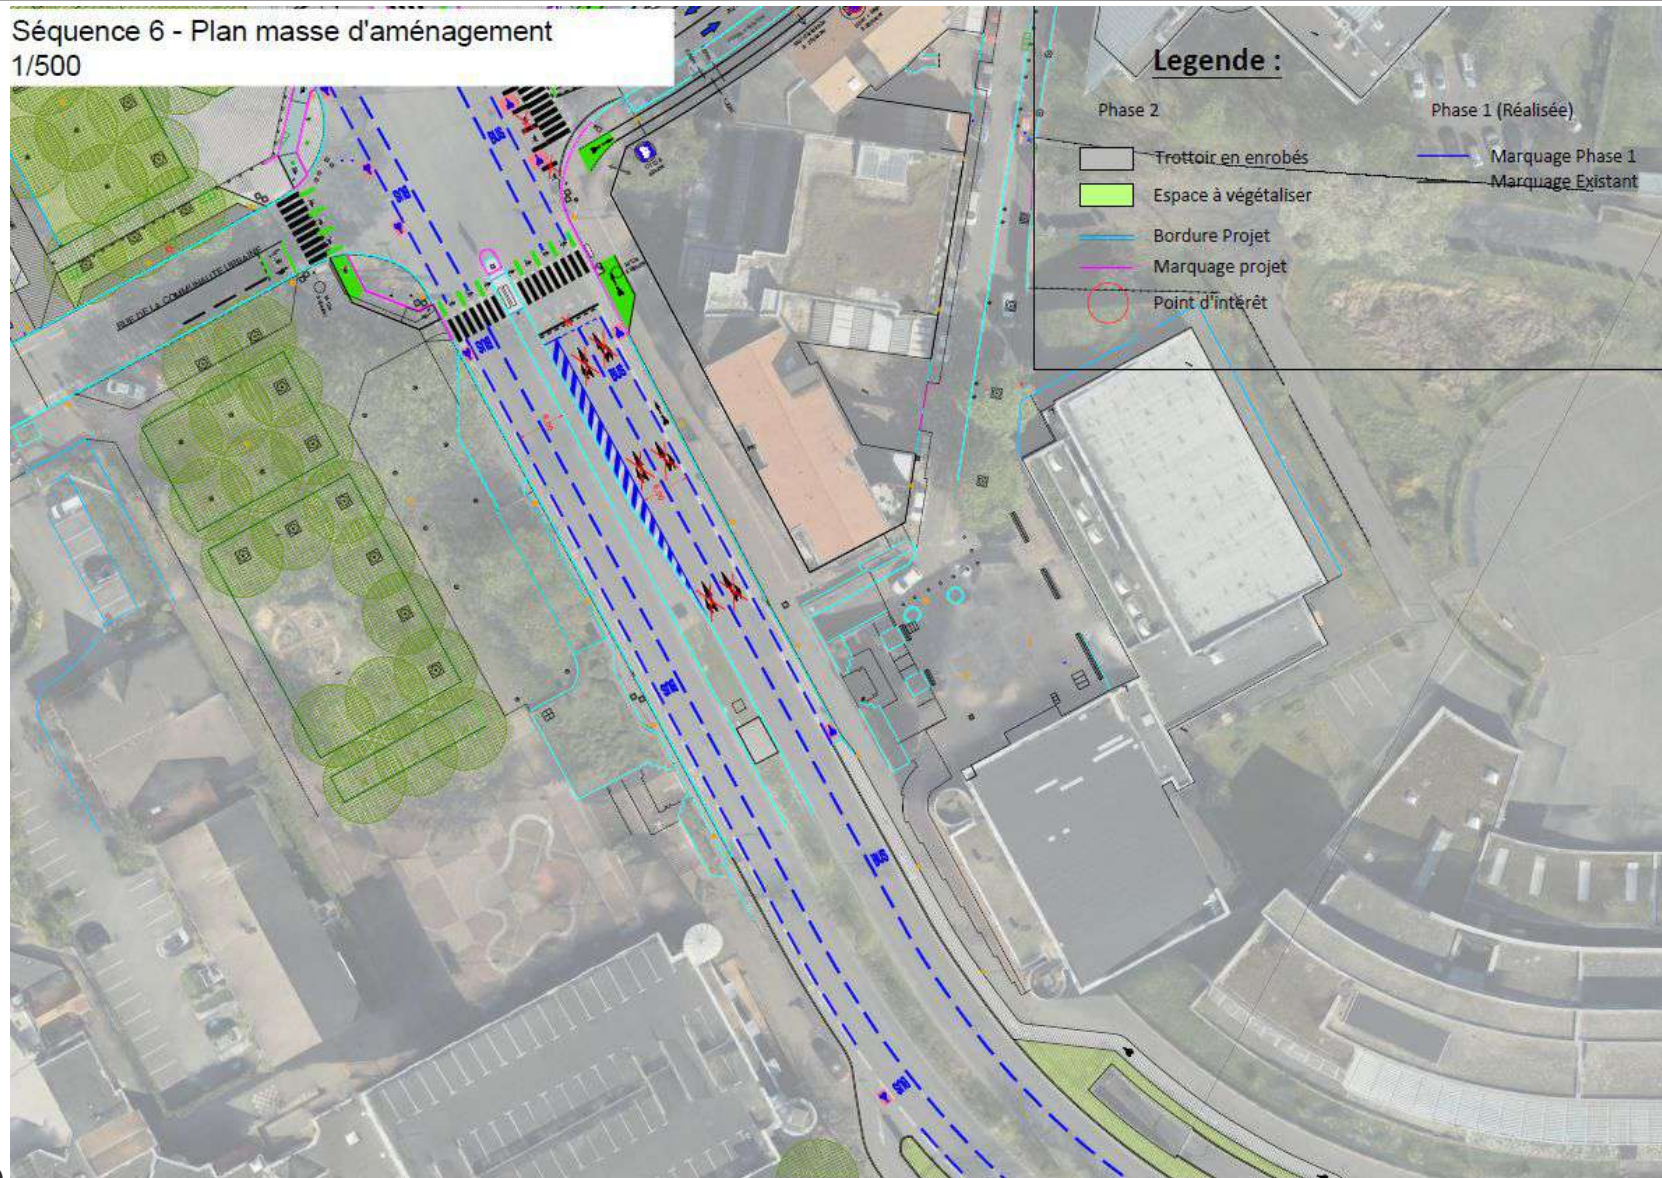 Séquence 6 - Plan masse d'aménagement
1/500
Legende :
Phase 2
Phase 1 (Réalisée)
Trottoir en enrobés
Marquage Phase 1
Marquage Existant
Espace à végétaliser
Bordure Projet
Marquage projet
Point d'intérêt
BUS
BUS
RUE DE LA COMMUNAUTE URBAINE
BUS
BUS
BUS
BUS
BUS